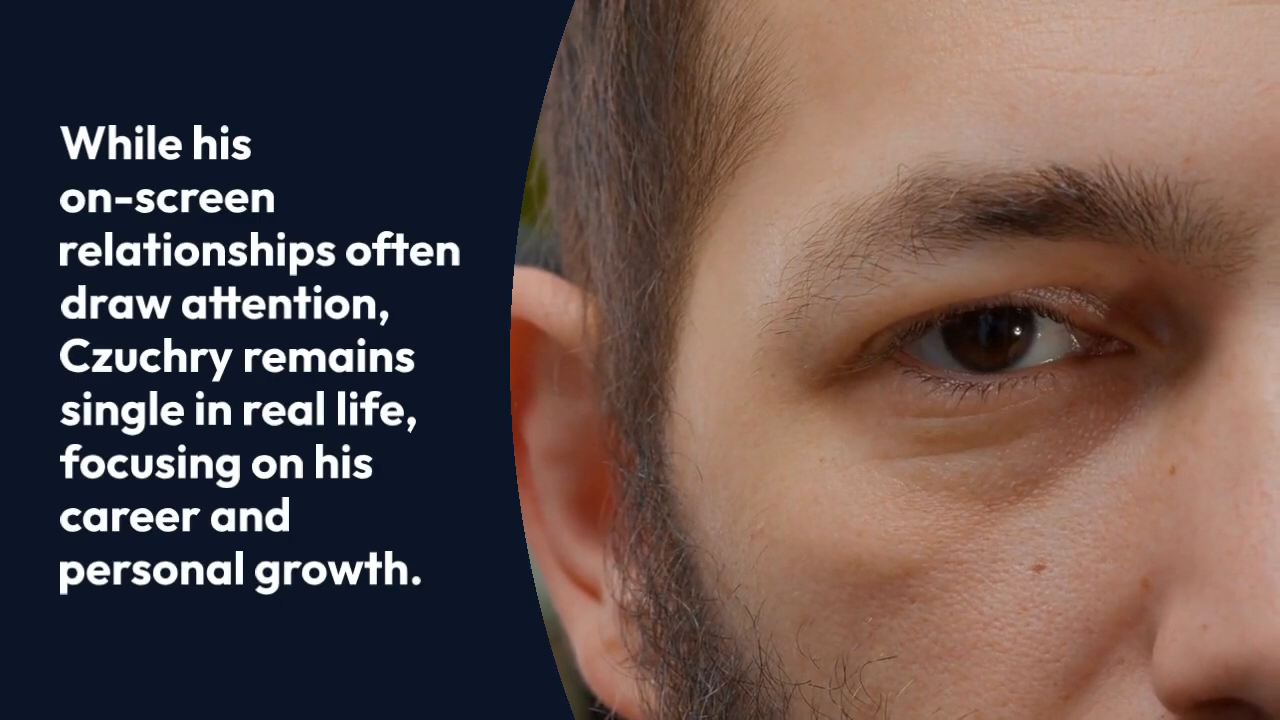 While his
on-screen
relationships often
draw attention,
Czuchry remains
single in real life,
focusing on his
career and
personal growth.